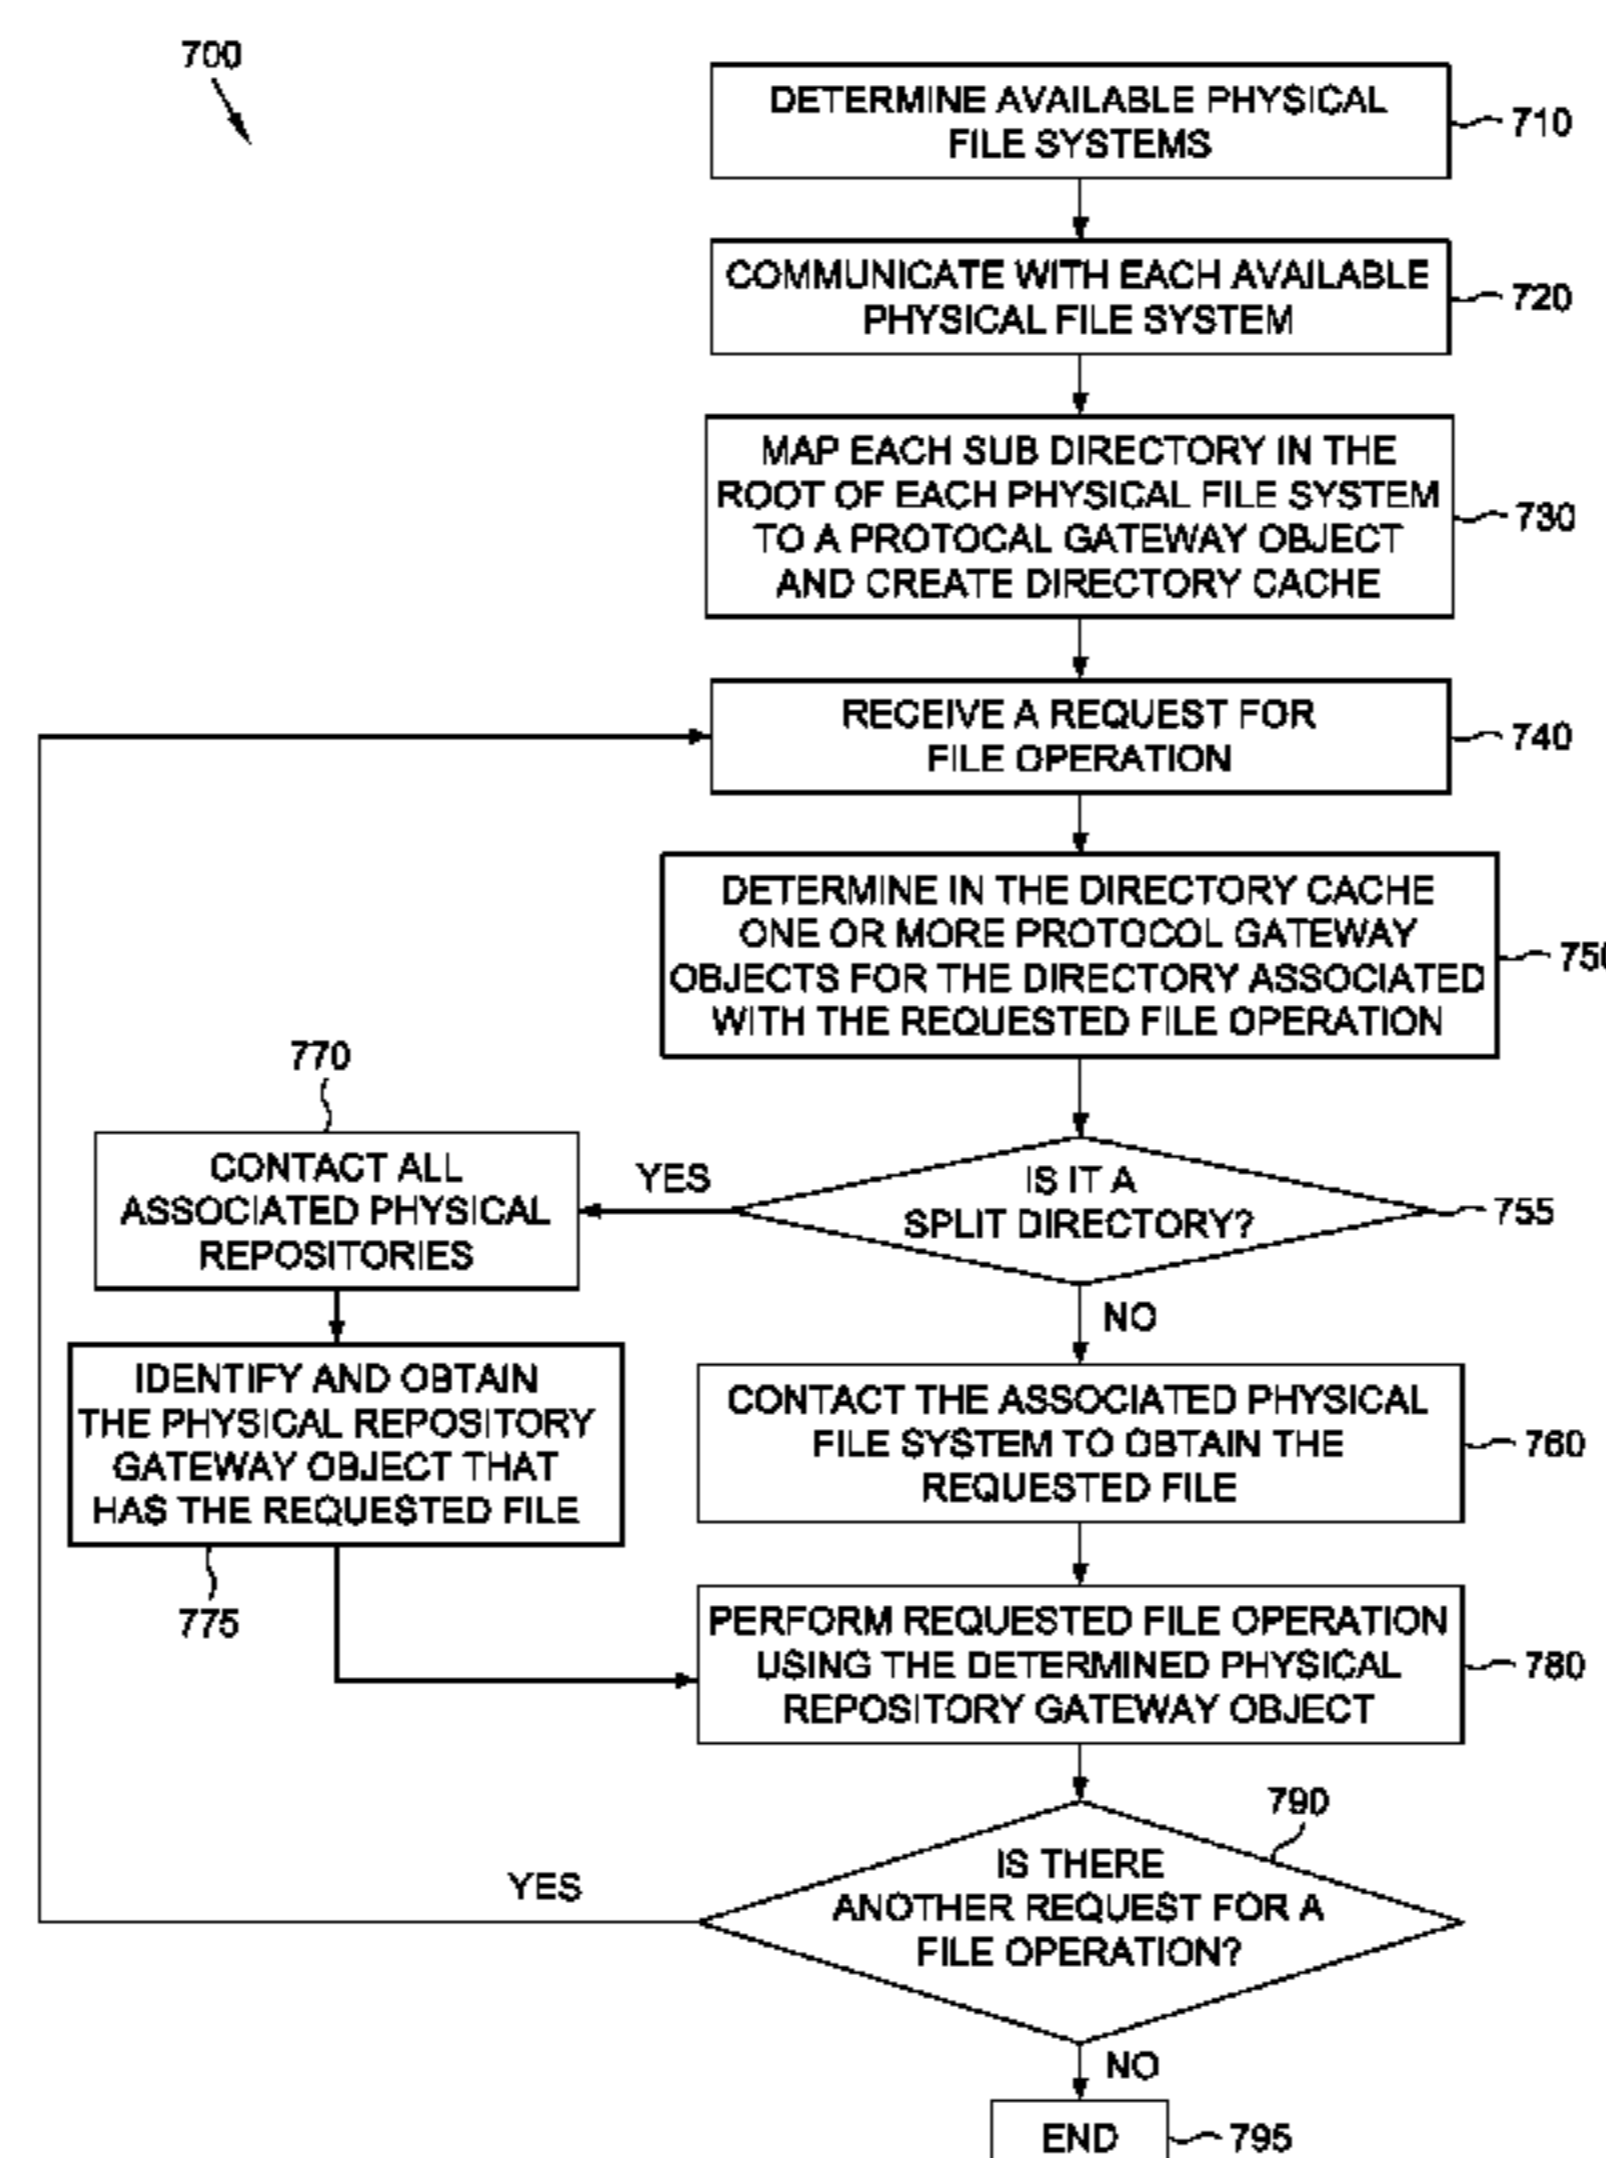 700
DETERMINE AVAILABLE PHYSICAL
FILE SYSTEMS
710
COMMUNICATE WITH EACH AVAILABLE
PHYSICAL FILE SYSTEM
720
MAP EACH SUB DIRECTORY IN THE
ROOT OF EACH PHYSICAL FILE SYSTEM
TO A PROTOCAL GATEWAY OBJECT
AND CREATE DIRECTORY CACHE
730
RECEIVE A REQUEST FOR
FILE OPERATION
740
DETERMINE IN THE DIRECTORY CACHE
ONE OR MORE PROTOCOL GATEWAY
OBJECTS FOR THE DIRECTORY ASSOCIATED
WITH THE REQUESTED FILE OPERATION
750
IS IT A
SPLIT DIRECTORY?
755
YES
NO
770
CONTACT ALL
ASSOCIATED PHYSICAL
REPOSITORIES
IDENTIFY AND OBTAIN
THE PHYSICAL REPOSITORY
GATEWAY OBJECT THAT
HAS THE REQUESTED FILE
775
CONTACT THE ASSOCIATED PHYSICAL
FILE SYSTEM TO OBTAIN THE
REQUESTED FILE
760
PERFORM REQUESTED FILE OPERATION
USING THE DETERMINED PHYSICAL
REPOSITORY GATEWAY OBJECT
780
790
IS THERE
ANOTHER REQUEST FOR A
FILE OPERATION?
YES
NO
END
795